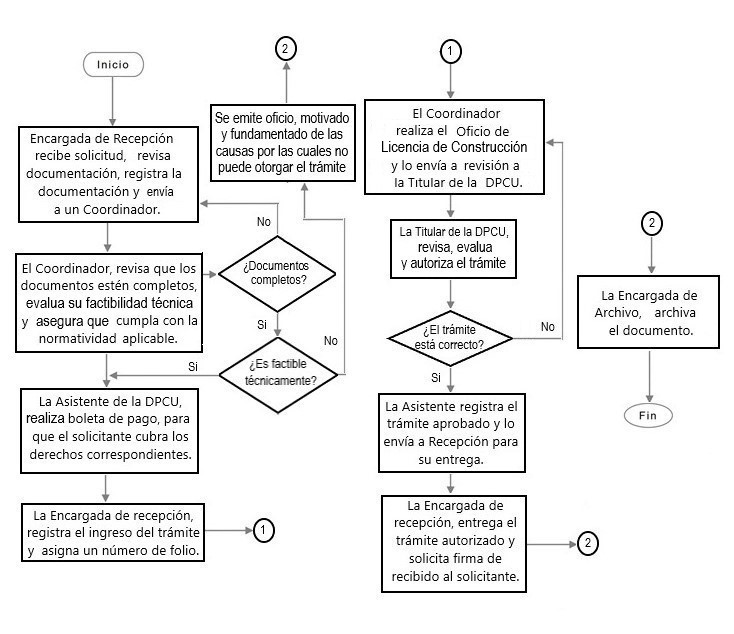 Inicio
Encargada de Recepción
recibe solicitud, revisa
documentación, registra la
documentación y envía
a un Coordinador.
El Coordinador, revisa que los
documentos estén completos,
evalua su factibilidad técnica
y asegura que cumpla con la
normatividad aplicable.
No
¿Documentos
completos?
Si
¿Es factible
técnicamente?
No
Si
2
Se emite oficio, motivado
y fundamentado de las
causas por las cuales no
puede otorgar el trámite
La Asistente de la DPCU,
realiza boleta de pago, para
que el solicitante cubra los
derechos correspondientes.
La Encargada de recepción,
registra el ingreso del trámite
y asigna un número de folio.
1
1
El Coordinador
realiza el Oficio de
Licencia de Construcción
y lo envía a revisión a
la Titular de la DPCU.
La Titular de la DPCU,
revisa, evalua
y autoriza el trámite
¿El trámite
está correcto?
No
Si
La Asistente registra el
trámite aprobado y lo
envía a Recepción para
su entrega.
La Encargada de
recepción, entrega el
trámite autorizado y
solicita firma de
recibido al solicitante.
2
2
La Encargada de
Archivo, archiva
el documento.
Fin